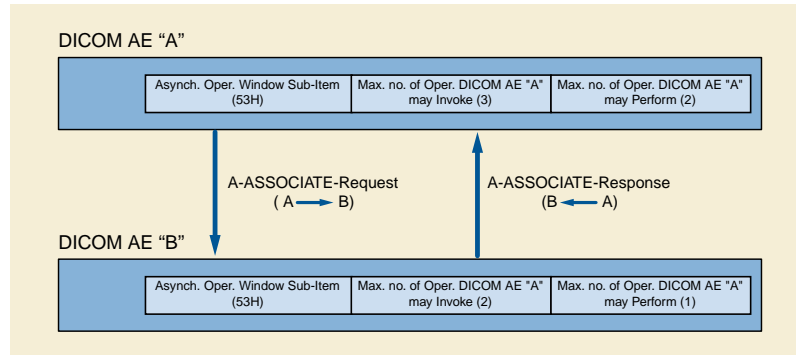 DICOM AE “A”
Asynch. Oper. Window Sub-Item
(53H)
Max. no. of Oper. DICOM AE "A"
may Invoke (3)
Max. no. of Oper. DICOM AE "A"
may Perform (2)
A-ASSOCIATE-Request
( A B)
A-ASSOCIATE-Response
(B A)
DICOM AE “B”
Asynch. Oper. Window Sub-Item
(53H)
Max. no. of Oper. DICOM AE "A"
may Invoke (2)
Max. no. of Oper. DICOM AE "A"
may Perform (1)